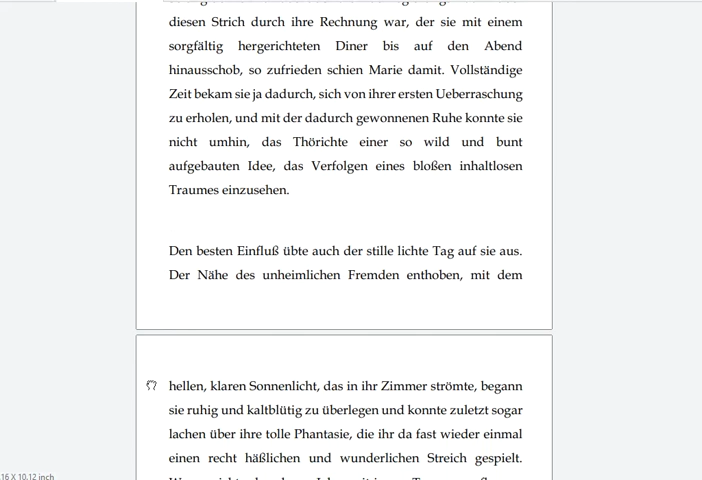 diesen Strich durch ihre Rechnung war, der sie mit einem
sorgfältig hergerichteten Diner bis auf den Abend
hinausschob, so zufrieden schien Marie damit. Vollständige
Zeit bekam sie ja dadurch, sich von ihrer ersten Ueberraschung
zu erholen, und mit der dadurch gewonnenen Ruhe konnte sie
nicht umhin, das Thörichte einer so wild und bunt
aufgebauten Idee, das Verfolgen eines bloßen inhaltlosen
Traumes einzusehen.
Den besten Einfluß übte auch der stille lichte Tag auf sie aus.
Der Nähe des unheimlichen Fremden enthoben, mit dem
hellen, klaren Sonnenlicht, das in ihr Zimmer strömte, begann
sie ruhig und kaltblütig zu überlegen und konnte zuletzt sogar
lachen über ihre tolle Phantasie, die ihr da fast wieder einmal
einen recht häßlichen und wunderlichen Streich gespielt.
16 X 10.12 inch